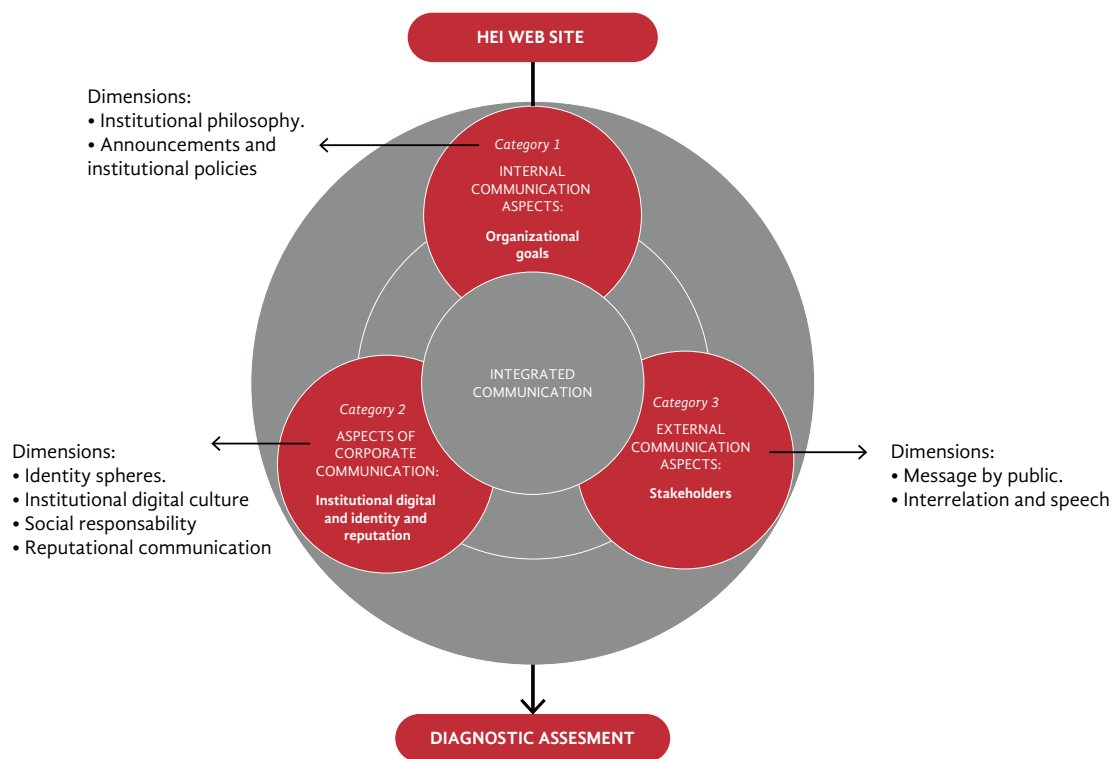 HEI WEB SITE
Dimensions:
• Institutional philosophy.
• Announcements and
institutional policies
Category 1
INTERNAL
COMMUNICATION
ASPECTS:
Organizational
goals
INTEGRATED
COMMUNICATION
Category 2
ASPECTS OF
CORPORATE
COMMUNICATION:
Institutional digital
and identity and
reputation
Dimensions:
• Identity spheres.
• Institutional digital culture
• Social responsability
• Reputational communication
Category 3
EXTERNAL
COMMUNICATION
ASPECTS:
Stakeholders
Dimensions:
• Message by public.
• Interrelation and speech
DIAGNOSTIC ASSESMENT